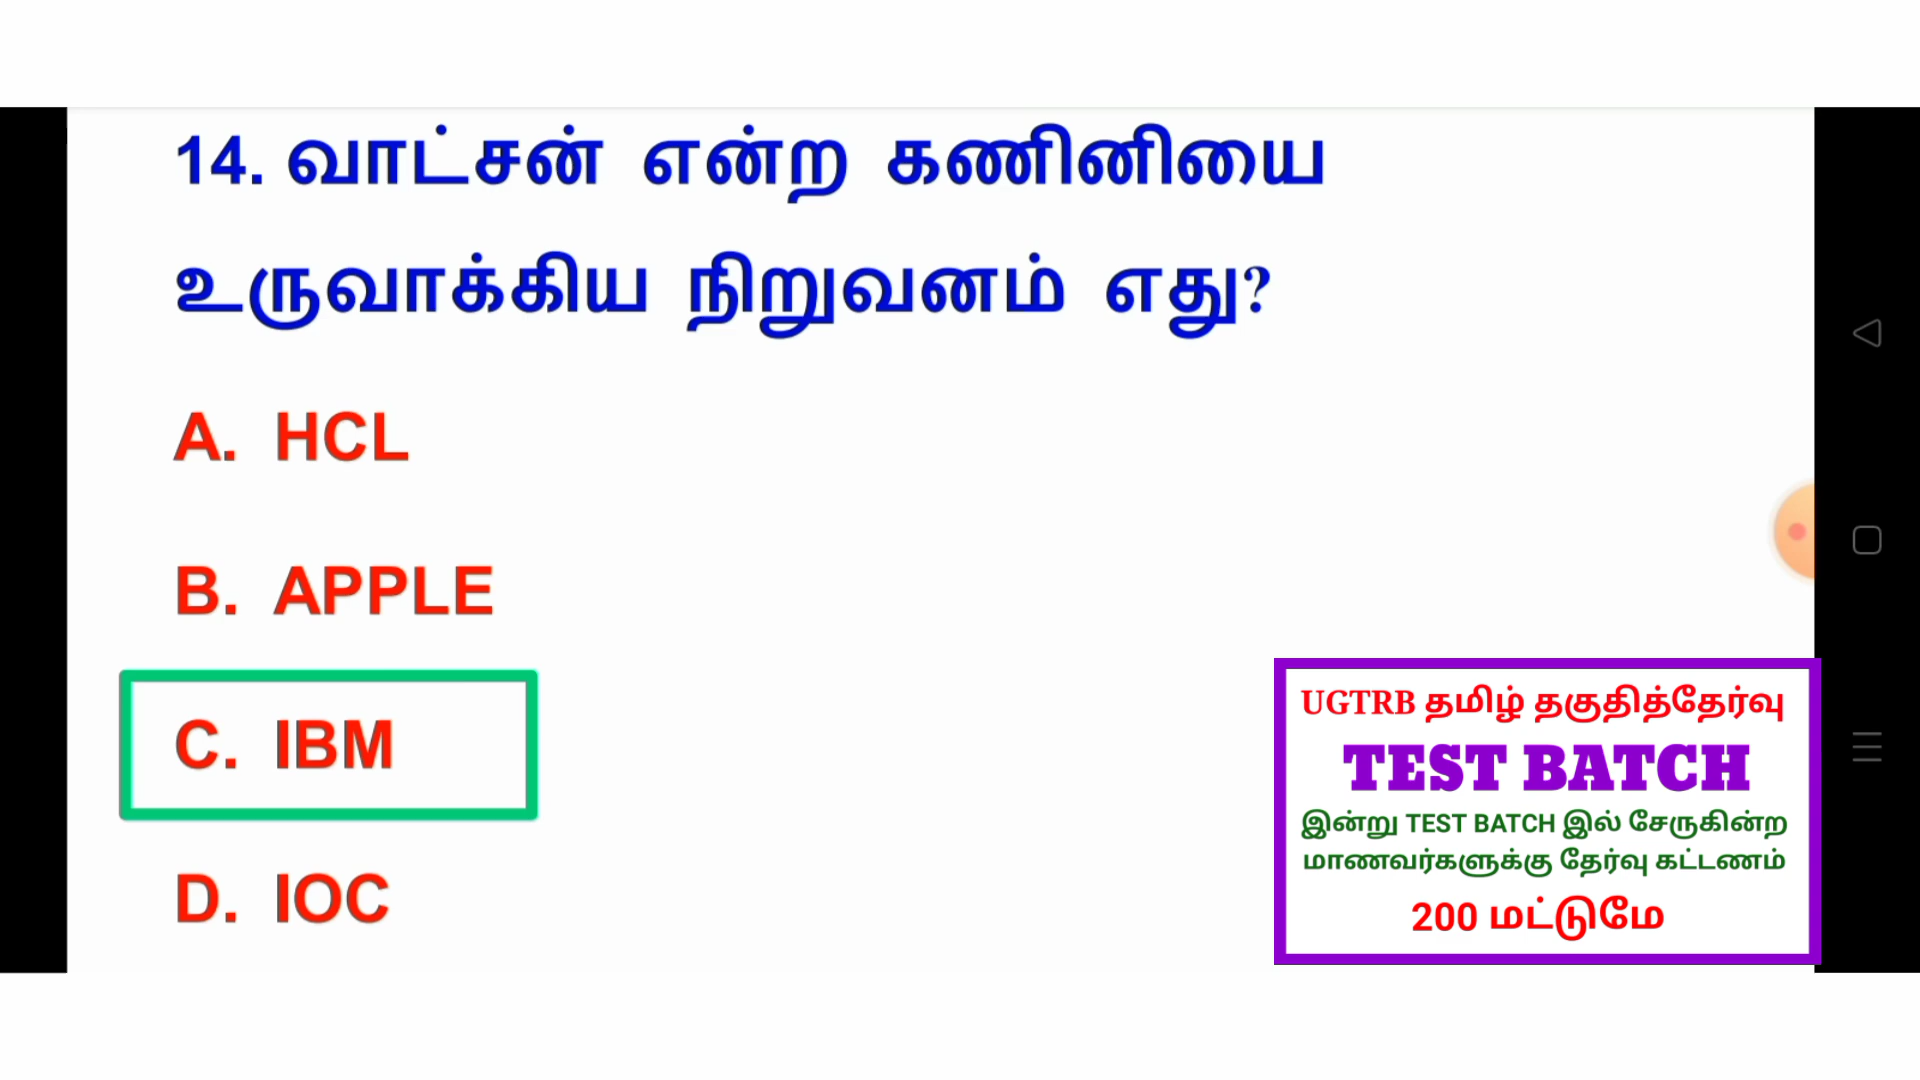 14. வாட்சன் என்ற கணினியை
உருவாக்கிய நிறுவனம் எது?
A. HCL
B. APPLE
C. IBM
D. IOC
UGTRB தமிழ் தகுதித்தேர்வு
TEST BATCH
இன்று TEST BATCH இல் சேருகின்ற
மாணவர்களுக்கு தேர்வு கட்டணம்
200 மட்டுமே